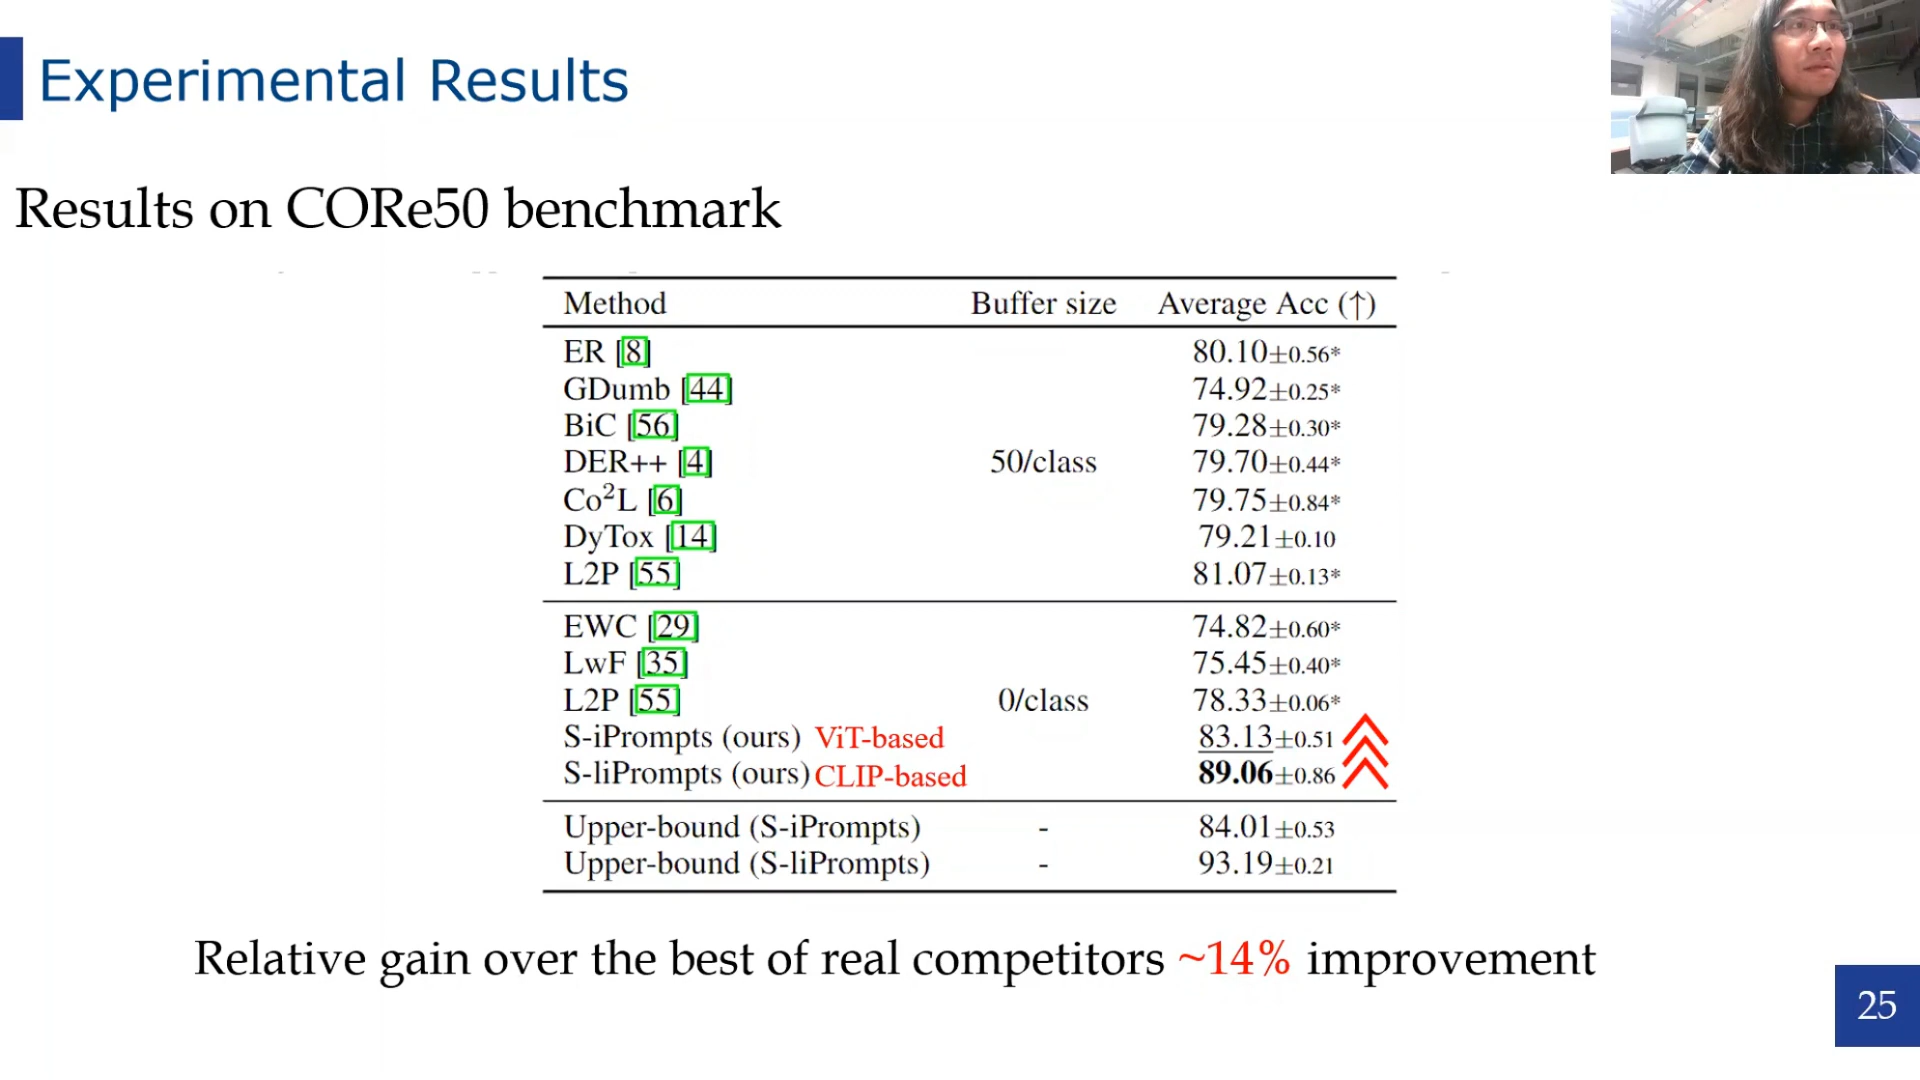 Experimental Results
Results on CORe50 benchmark
Method Buffer size Average Acc (↑)
ER [8] 80.10±0.56*
GDumb [44] 74.92±0.25*
BiC [56] 79.28±0.30*
DER++ [4] 50/class 79.70±0.44*
Co²L [6] 79.75±0.84*
DyTox [14] 79.21±0.10
L2P [55] 81.07±0.13*
EWC [29] 74.82±0.60*
LwF [35] 75.45±0.40*
L2P [55] 0/class 78.33±0.06*
S-iPrompts (ours) ViT-based 83.13±0.51
S-liPrompts (ours) CLIP-based 89.06±0.86
Upper-bound (S-iPrompts) - 84.01±0.53
Upper-bound (S-liPrompts) - 93.19±0.21
Relative gain over the best of real competitors ~14% improvement
25